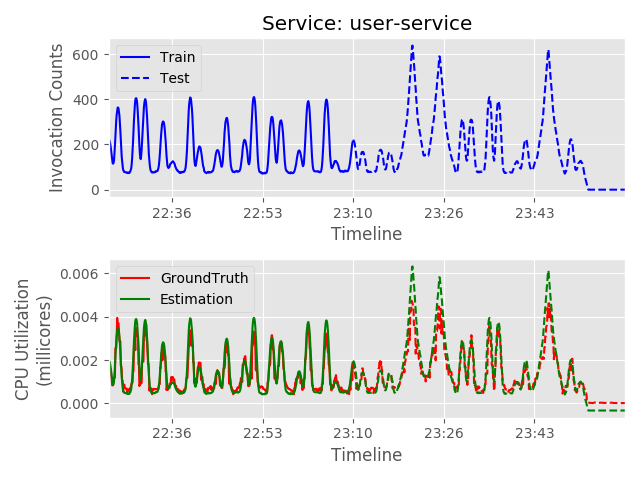 Service: user-service
Invocation Counts
600
400
200
0
Train
Test
22:36 22:53 23:10 23:26 23:43
Timeline
CPU Utilization
(millicores)
0.006
0.004
0.002
0.000
GroundTruth
Estimation
22:36 22:53 23:10 23:26 23:43
Timeline